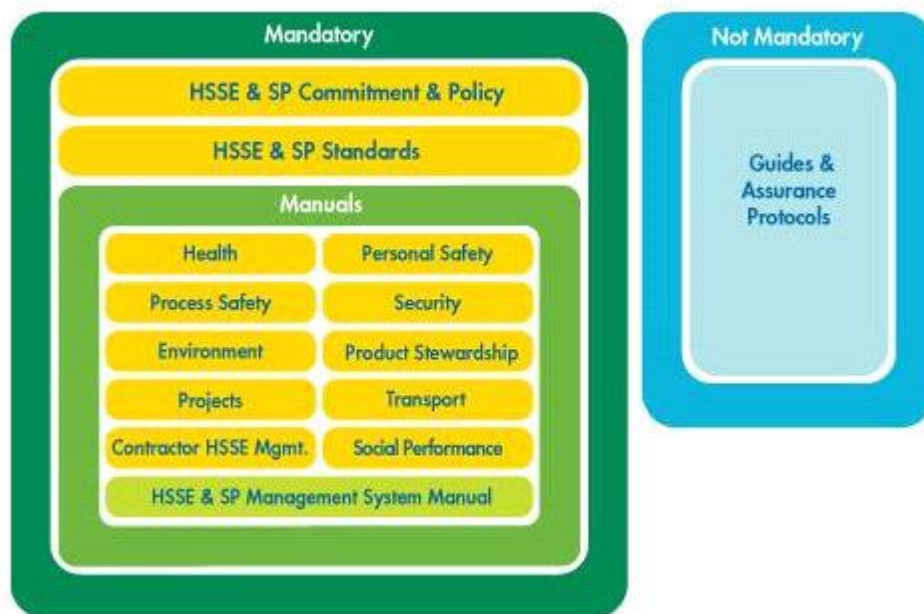 Mandatory
HSSE & SP Commitment & Policy
HSSE & SP Standards
Manuals
Health
Personal Safety
Process Safety
Security
Environment
Product Stewardship
Projects
Transport
Contractor HSSE Mgmt.
Social Performance
HSSE & SP Management System Manual
Not Mandatory
Guides &
Assurance
Protocols